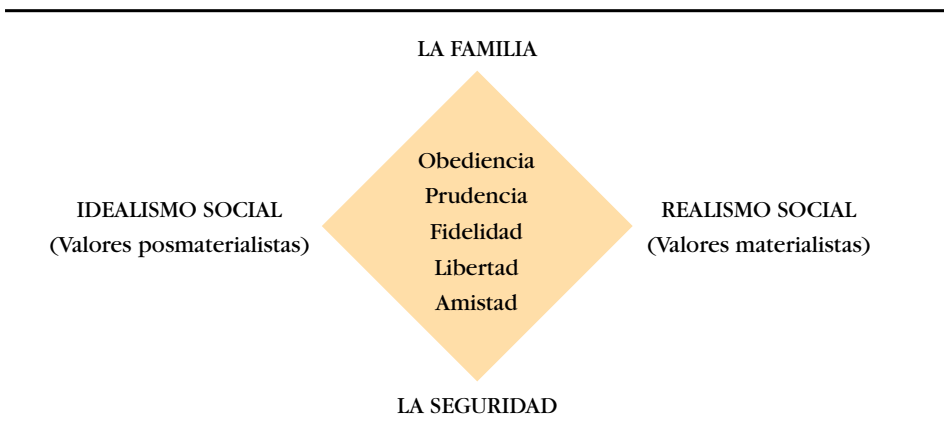 LA FAMILIA
Obediencia
Prudencia
IDEALISMO SOCIAL
(Valores posmaterialistas)
Fidelidad
REALISMO SOCIAL
(Valores materialistas)
Libertad
Amistad
LA SEGURIDAD